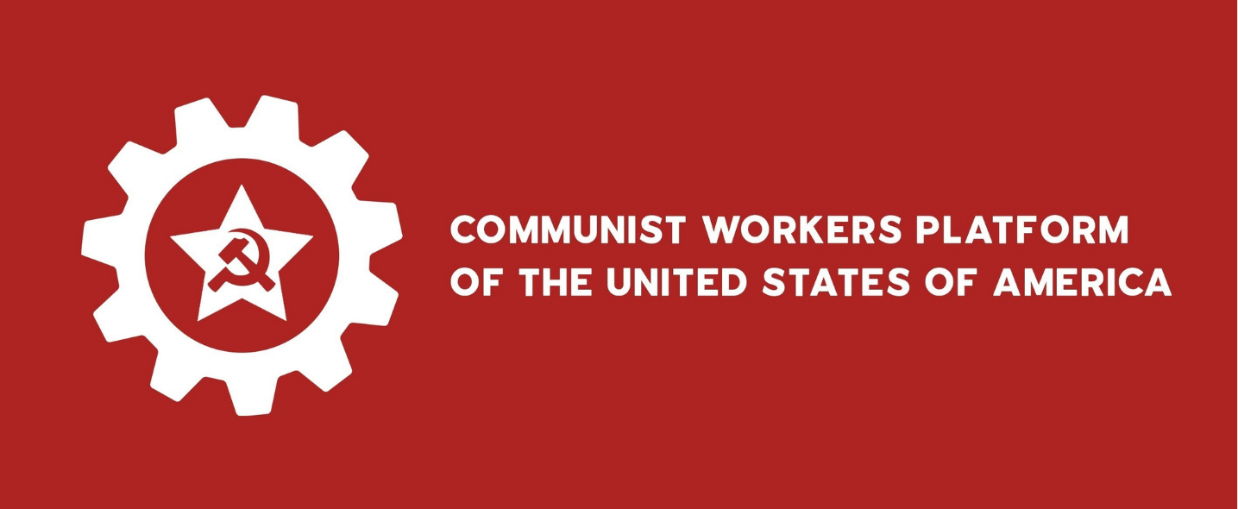 COMMUNIST WORKERS PLATFORM
OF THE UNITED STATES OF AMERICA